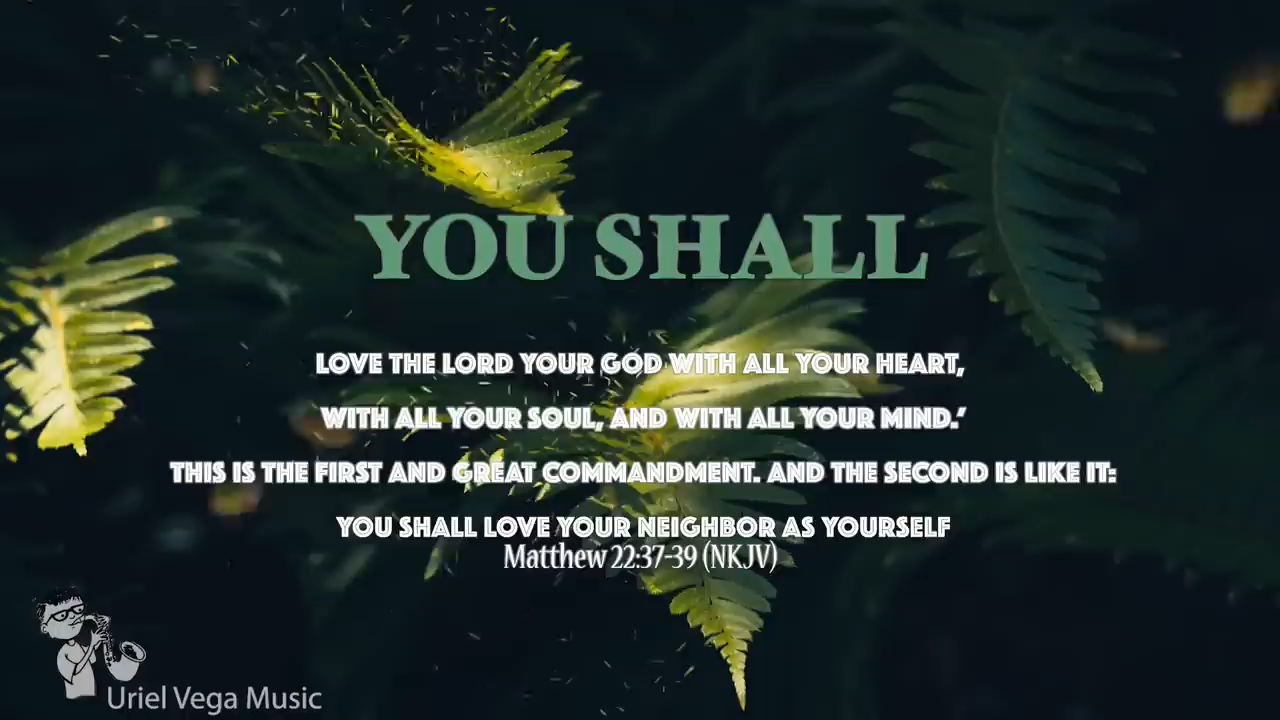 YOU SHALL
LOVE THE LORD YOUR GOD WITH ALL YOUR HEART,
WITH ALL YOUR SOUL, AND WITH ALL YOUR MIND.’
THIS IS THE FIRST AND GREAT COMMANDMENT. AND THE SECOND IS LIKE IT:
YOU SHALL LOVE YOUR NEIGHBOR AS YOURSELF
Matthew 22:37-39 (NKJV)
Uriel Vega Music